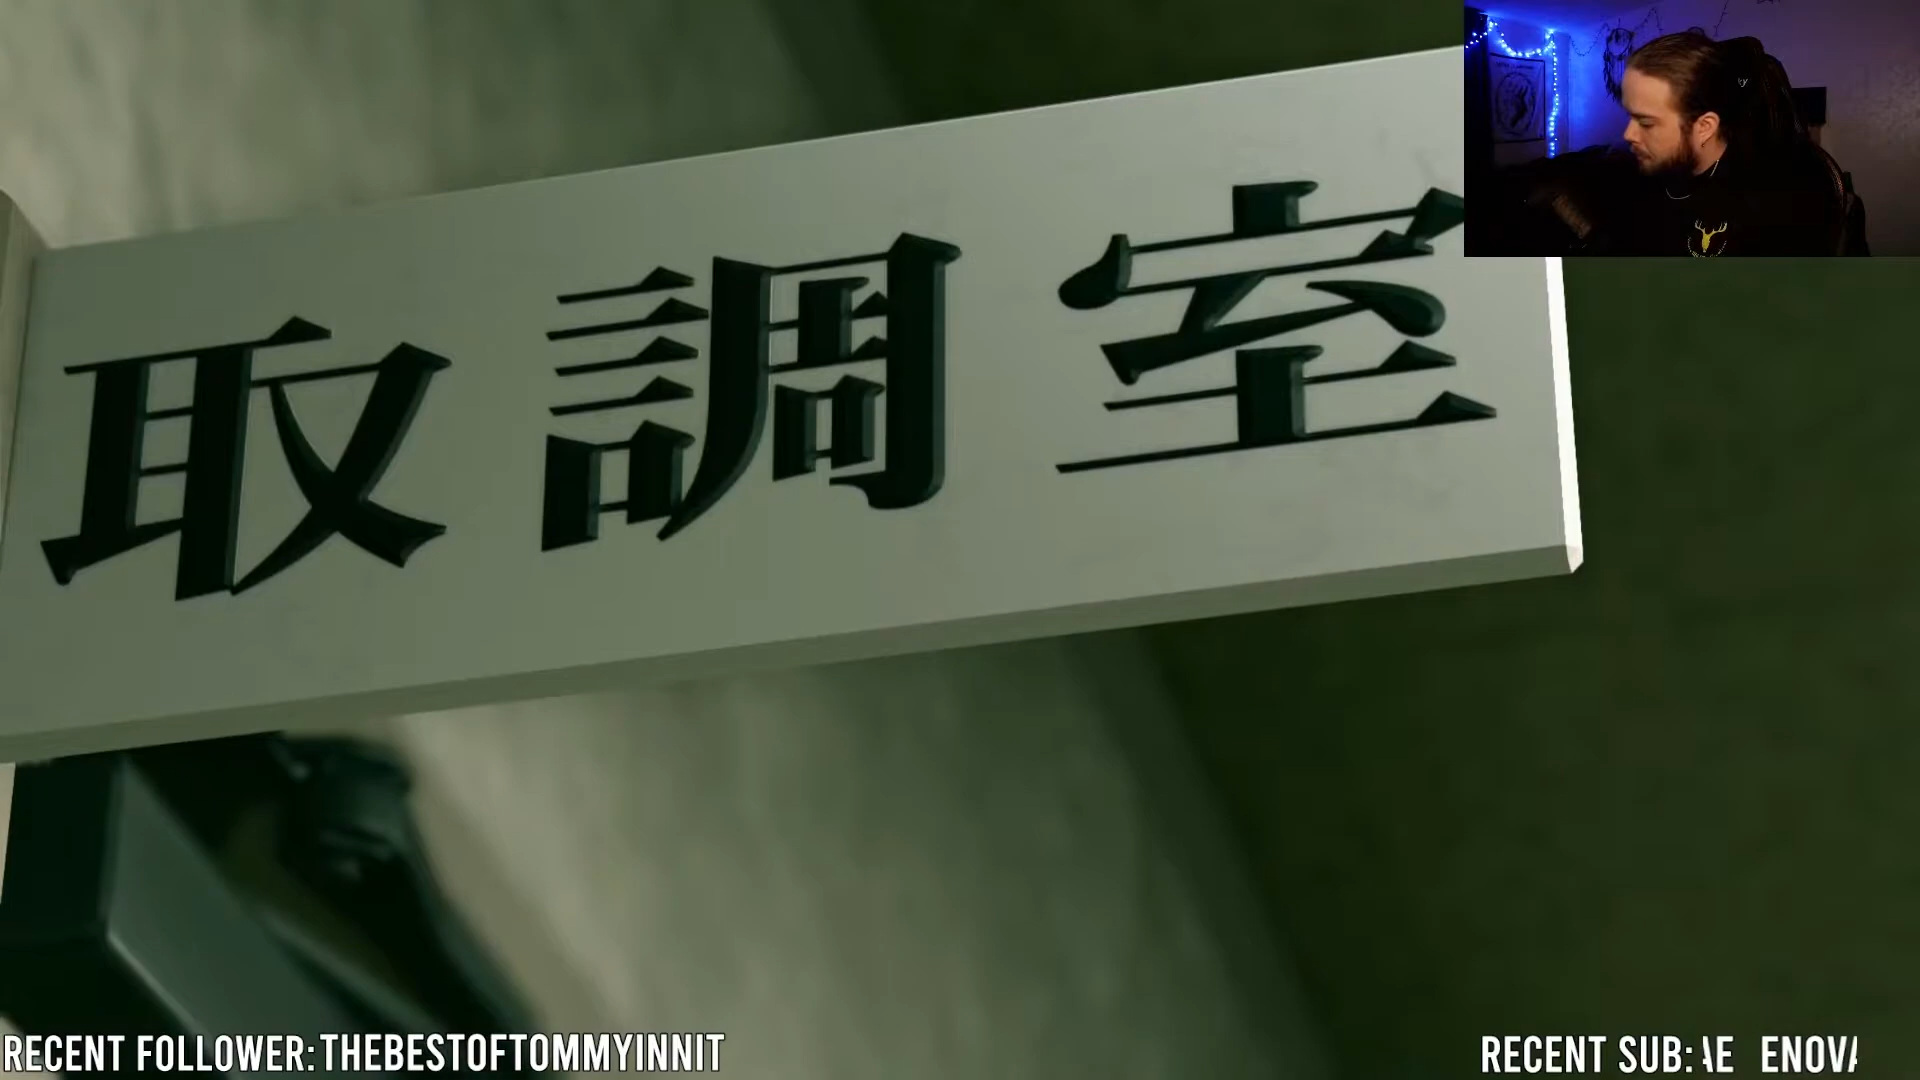 取調室
RECENT FOLLOWER: THEBESTOFTOMMYINNIT
RECENT SUB: